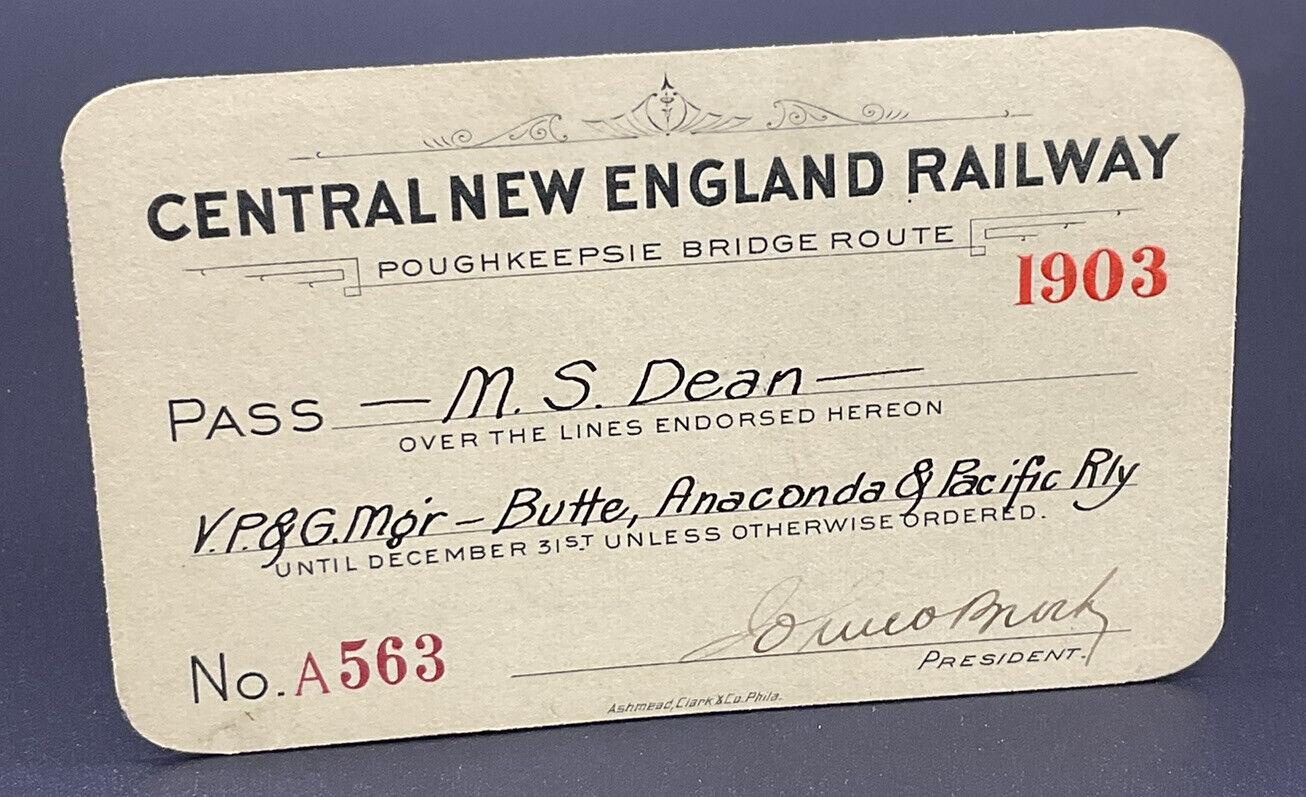 CENTRAL NEW ENGLAND RAILWAY
POUGHKEEPSIE BRIDGE ROUTE
1903
PASS — M. S. Dean —
OVER THE LINES ENDORSED HEREON
V.P. & G. Mgr — Butte, Anaconda & Pacific Rly
UNTIL DECEMBER 31ST UNLESS OTHERWISE ORDERED.
No. A563
PRESIDENT.
Ashmead, Clark & Co. Phila.